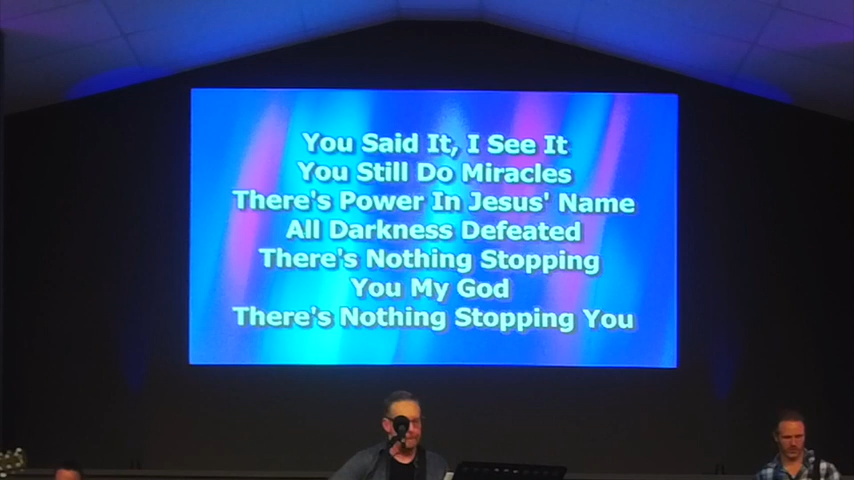 You Said It, I See It
You Still Do Miracles
There's Power In Jesus' Name
All Darkness Defeated
There's Nothing Stopping
You My God
There's Nothing Stopping You